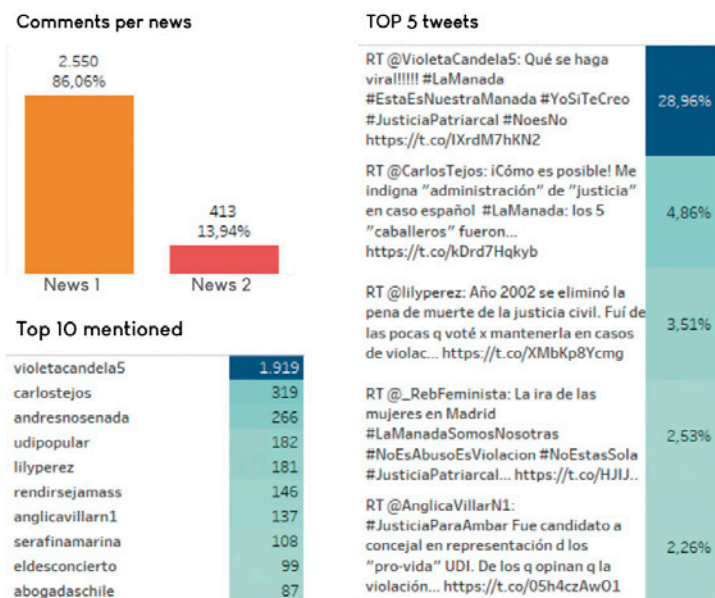 Comments per news
2.550
86,06%
413
13,94%
News 1
News 2
Top 10 mentioned
violetacandela5 1.919
carlostejos 319
andresnosenada 266
udipopular 182
lilyperez 181
rendirsejamass 146
anglicavillarn1 137
serafinamarina 108
eldesconcierto 99
abogadaschile 87
TOP 5 tweets
RT @VioletaCandela5: Qué se haga
viral!!!!! #LaManada
#EstaEsNuestraManada #YoSiTeCreo
#JusticiaPatriarcal #NoesNo
https://t.co/IXrdM7hKN2
28,96%
RT @CarlosTejos: ¡Cómo es posible! Me
indigna "administración" de "justicia"
en caso español #LaManada: los 5
"caballeros" fueron...
https://t.co/kDrd7Hqkyb
4,86%
RT @lilyperez: Año 2002 se eliminó la
pena de muerte de la justicia civil. Fuí de
las pocas q voté x mantenerla en casos
de violac... https://t.co/XMbKp8Ycmg
3,51%
RT @_RebFeminista: La ira de las
mujeres en Madrid
#LaManadaSomosNosotras
#NoEsAbusoEsViolacion #NoEstasSola
#JusticiaPatriarcal... https://t.co/HJIJ..
2,53%
RT @AnglicaVillarN1:
#JusticiaParaAmbar Fue candidato a
concejal en representación d los
"pro-vida" UDI. De los q opinan q la
violación... https://t.co/05h4czAwO1
2,26%